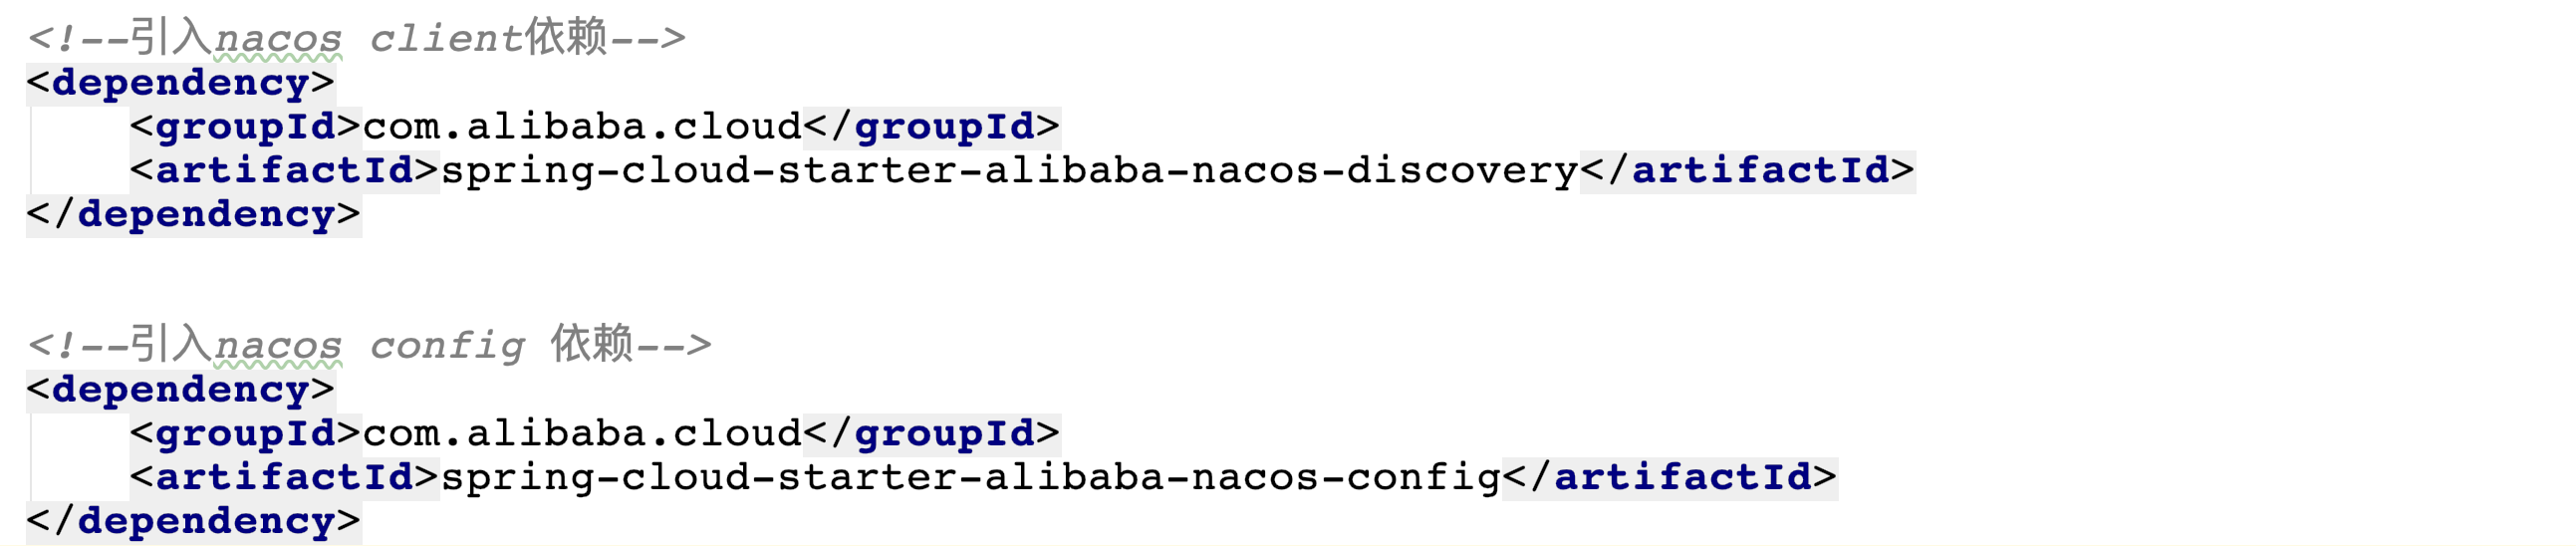 <!--引入nacos client依赖-->
<dependency>
    <groupId>com.alibaba.cloud</groupId>
    <artifactId>spring-cloud-starter-alibaba-nacos-discovery</artifactId>
</dependency>
<!--引入nacos config 依赖-->
<dependency>
    <groupId>com.alibaba.cloud</groupId>
    <artifactId>spring-cloud-starter-alibaba-nacos-config</artifactId>
</dependency>